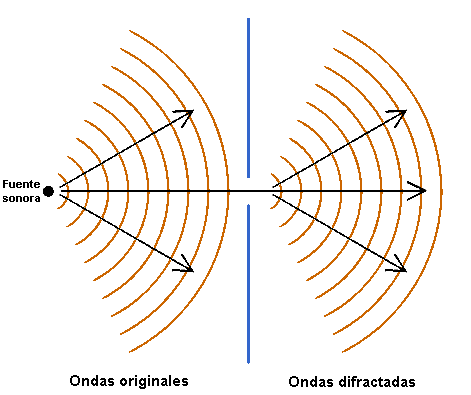 Fuente
sonora
Ondas originales
Ondas difractadas